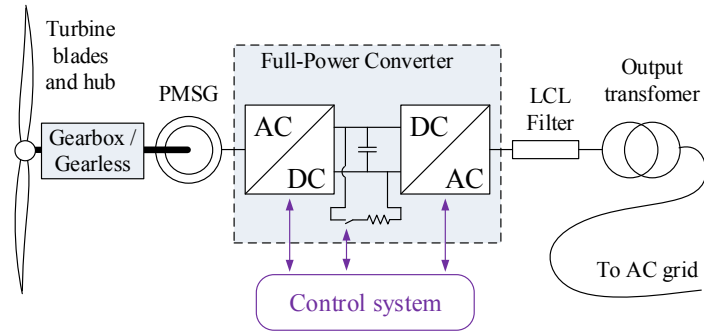 Turbine
blades
and hub
Gearbox /
Gearless
PMSG
Full-Power Converter
AC
DC
DC
AC
LCL
Filter
Output
transfomer
To AC grid
Control system